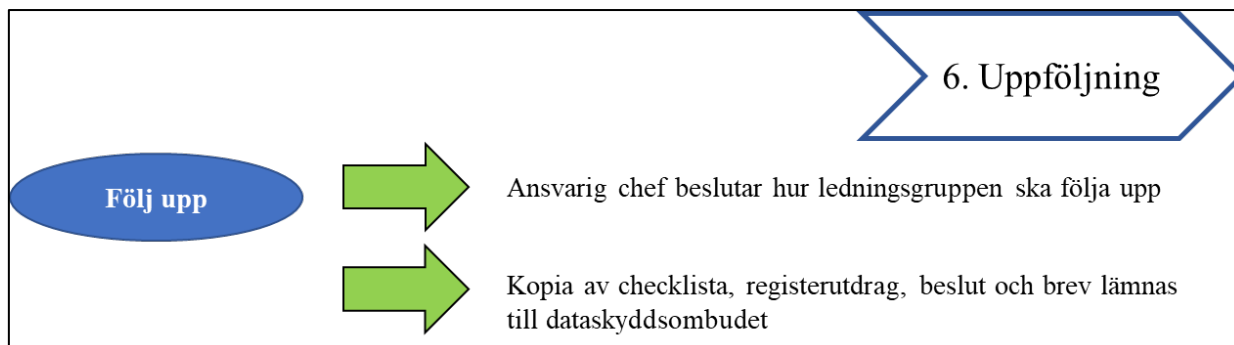 6. Uppföljning
Följ upp
Ansvarig chef beslutar hur ledningsgruppen ska följa upp
Kopia av checklista, registerutdrag, beslut och brev lämnas
till dataskyddsombudet